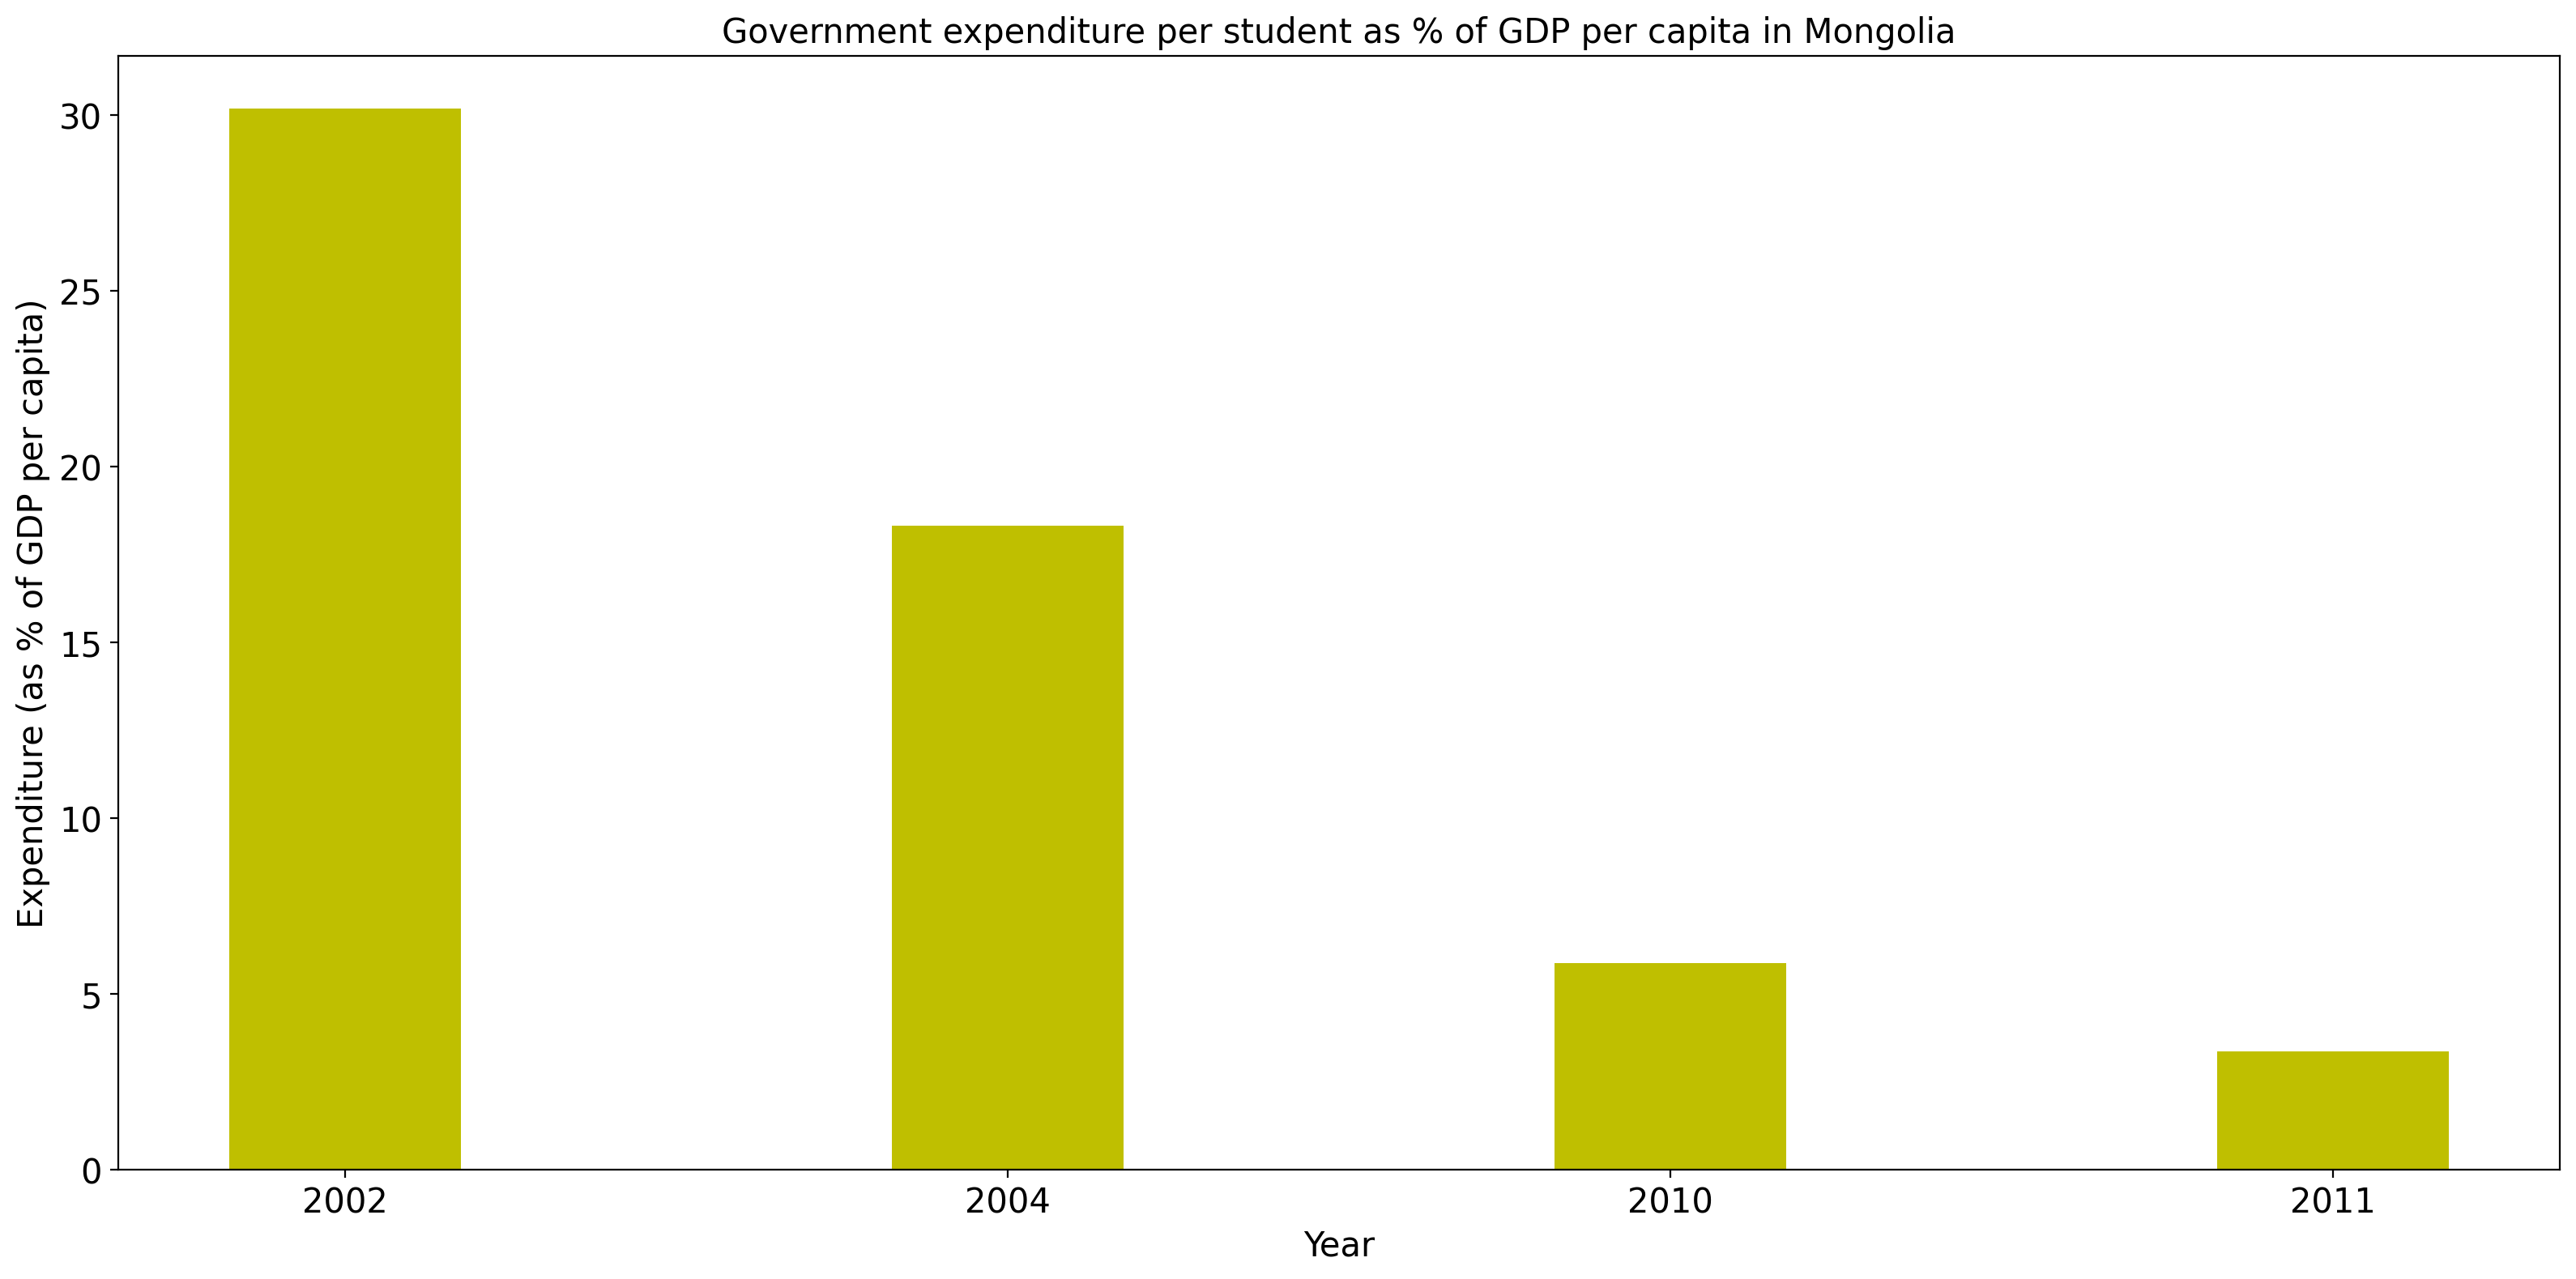 Government expenditure per student as % of GDP per capita in Mongolia
Expenditure (as % of GDP per capita)
30
25
20
15
10
5
0
2002 2004 2010 2011
Year